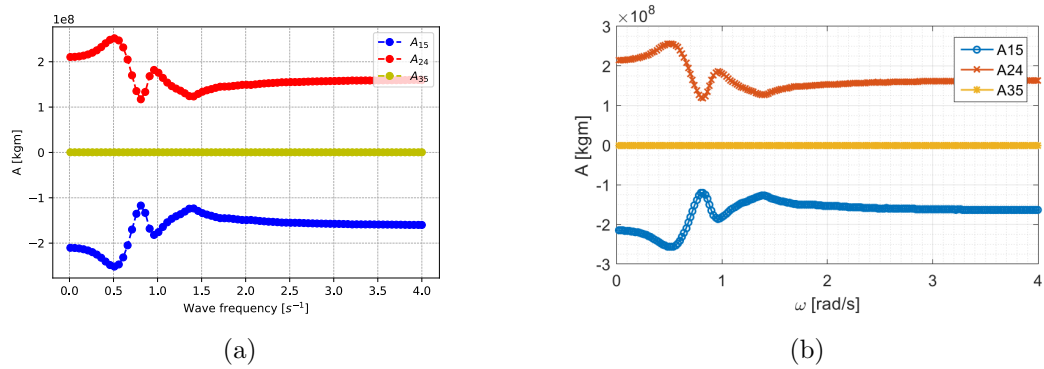 1e8
A15
A24
A35
2
1
0
−1
−2
A [kgm]
0.0 0.5 1.0 1.5 2.0 2.5 3.0 3.5 4.0
Wave frequency [s⁻¹]
(a)
×10⁸
A15
A24
A35
3
2
1
0
-1
-2
-3
A [kgm]
0 1 2 3 4
ω [rad/s]
(b)